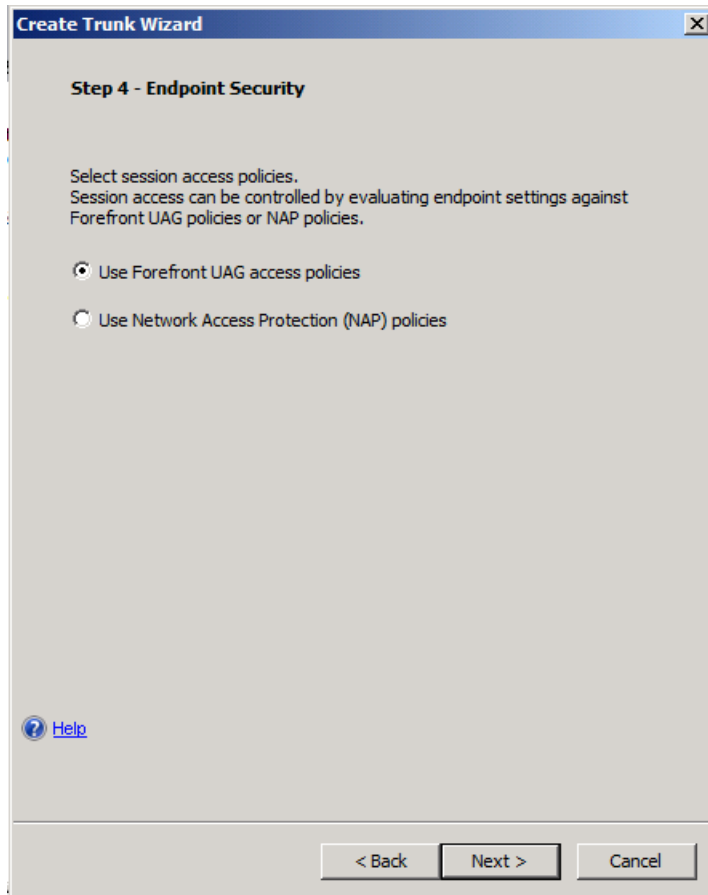 Create Trunk Wizard
Step 4 - Endpoint Security
Select session access policies.
Session access can be controlled by evaluating endpoint settings against
Forefront UAG policies or NAP policies.
Use Forefront UAG access policies
Use Network Access Protection (NAP) policies
Help
< Back
Next >
Cancel